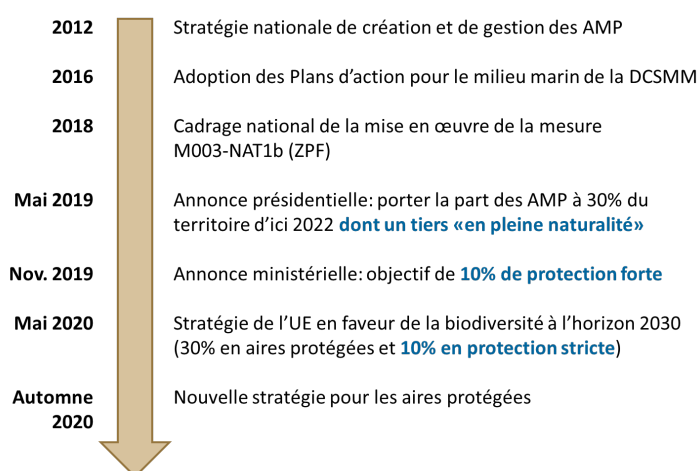 2012 Stratégie nationale de création et de gestion des AMP
2016 Adoption des Plans d’action pour le milieu marin de la DCSMM
2018 Cadrage national de la mise en œuvre de la mesure
M003-NAT1b (ZPF)
Mai 2019 Annonce présidentielle: porter la part des AMP à 30% du
territoire d’ici 2022 dont un tiers «en pleine naturalité»
Nov. 2019 Annonce ministérielle: objectif de 10% de protection forte
Mai 2020 Stratégie de l’UE en faveur de la biodiversité à l’horizon 2030
(30% en aires protégées et 10% en protection stricte)
Automne Nouvelle stratégie pour les aires protégées
2020